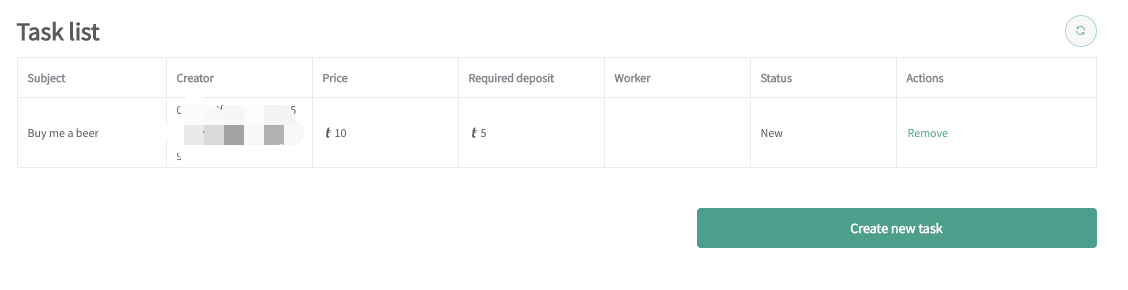 Task list
Subject Creator Price Required deposit Worker Status Actions
Buy me a beer ŧ 10 ŧ 5 New Remove
Create new task